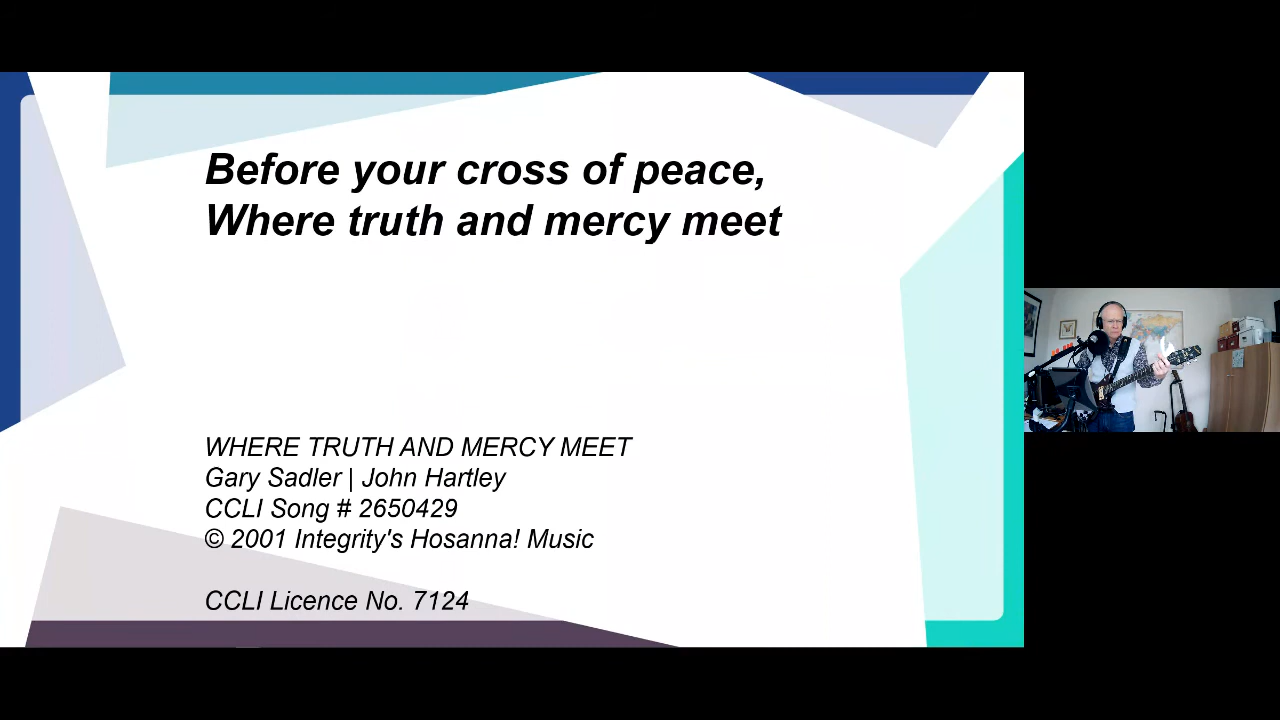 Before your cross of peace,
Where truth and mercy meet
WHERE TRUTH AND MERCY MEET
Gary Sadler | John Hartley
CCLI Song # 2650429
© 2001 Integrity's Hosanna! Music
CCLI Licence No. 7124